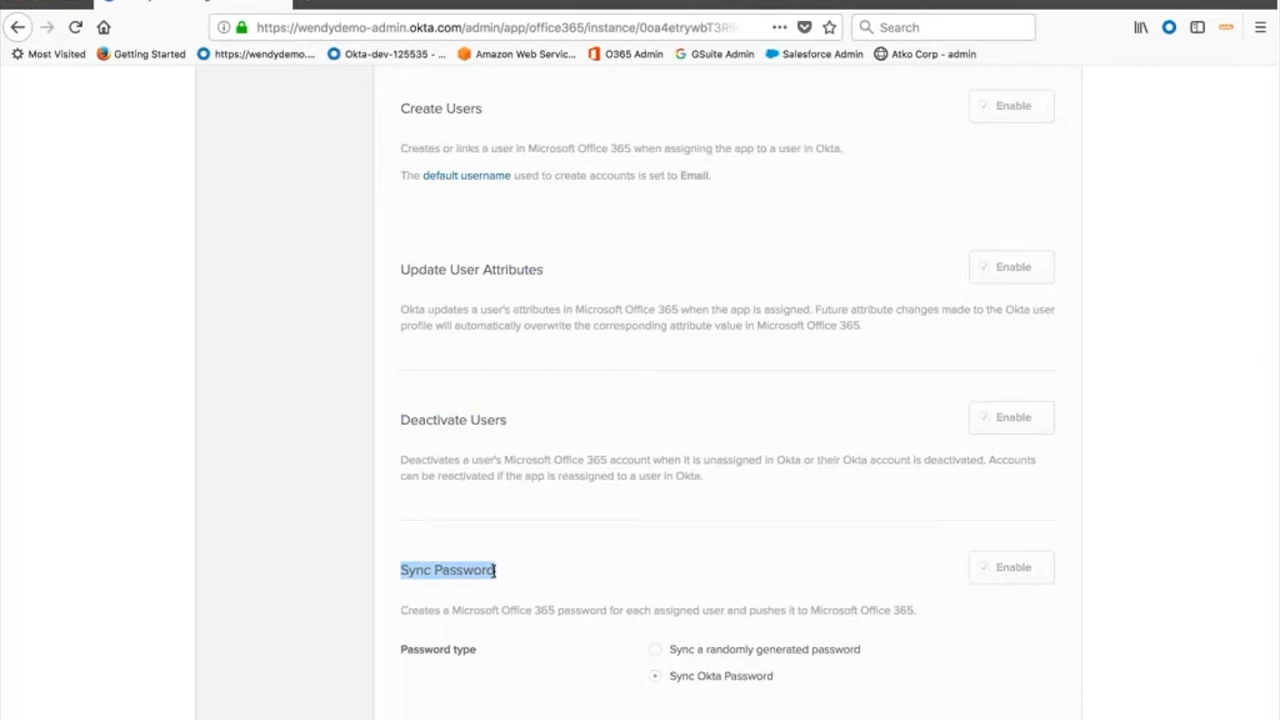 https://wendydemo-admin.okta.com/admin/app/office365/instance/0oa4etrywbT3RI
Search
Most Visited Getting Started https://wendydemo.... Okta-dev-125535 - ... Amazon Web Servic... O365 Admin GSuite Admin Salesforce Admin Atko Corp - admin
Create Users
Enable
Creates or links a user in Microsoft Office 365 when assigning the app to a user in Okta.
The default username used to create accounts is set to Email.
Update User Attributes
Enable
Okta updates a user's attributes in Microsoft Office 365 when the app is assigned. Future attribute changes made to the Okta user
profile will automatically overwrite the corresponding attribute value in Microsoft Office 365.
Deactivate Users
Enable
Deactivates a user's Microsoft Office 365 account when it is unassigned in Okta or their Okta account is deactivated. Accounts
can be reactivated if the app is reassigned to a user in Okta.
Sync Password
Enable
Creates a Microsoft Office 365 password for each assigned user and pushes it to Microsoft Office 365.
Password type
Sync a randomly generated password
Sync Okta Password